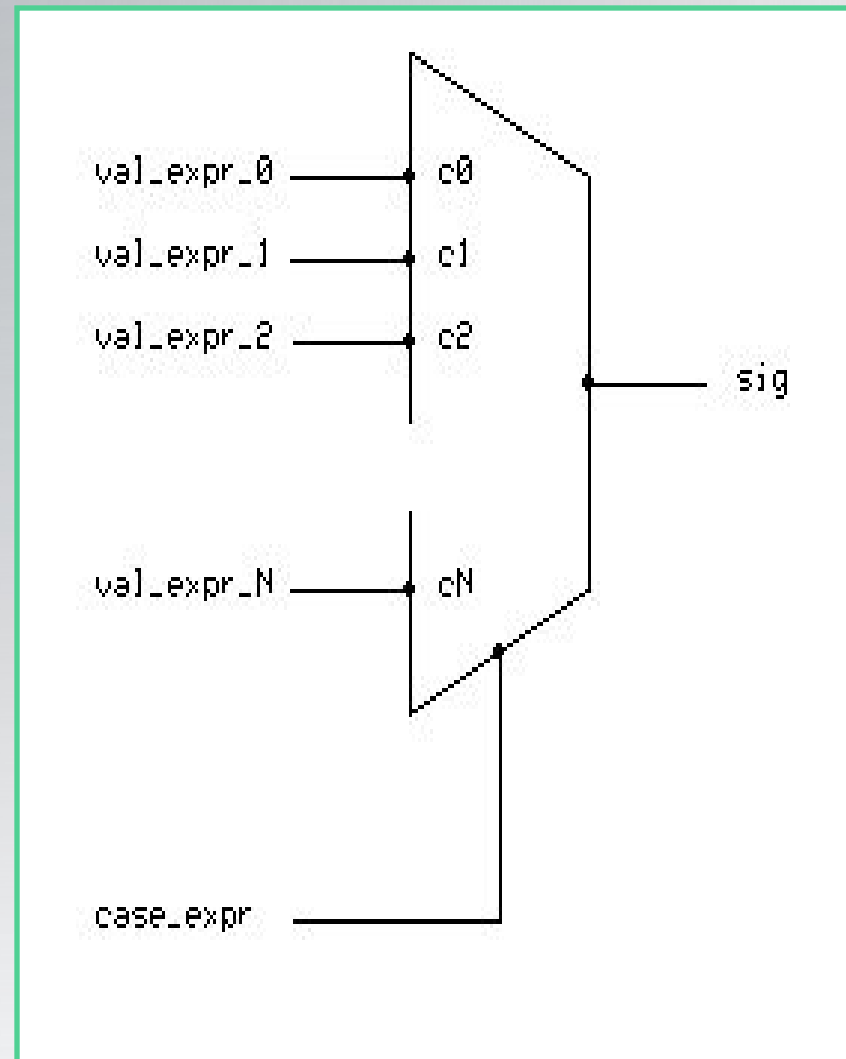 val_expr_0 c0
val_expr_1 c1
val_expr_2 c2
sig
val_expr_N cN
case_expr